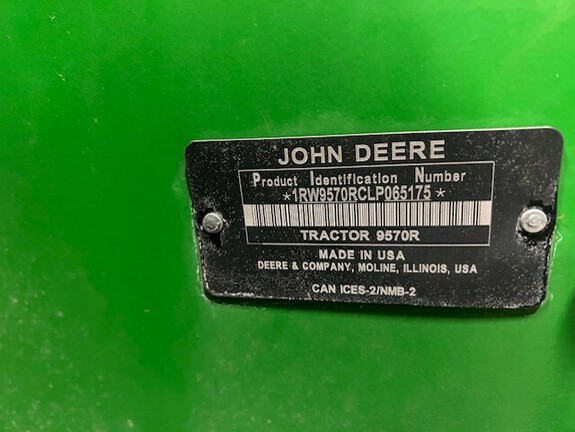 JOHN DEERE
Product Identification Number
*1RW9570RCLP065175*
TRACTOR 9570R
MADE IN USA
DEERE & COMPANY, MOLINE, ILLINOIS, USA
CAN ICES-2/NMB-2